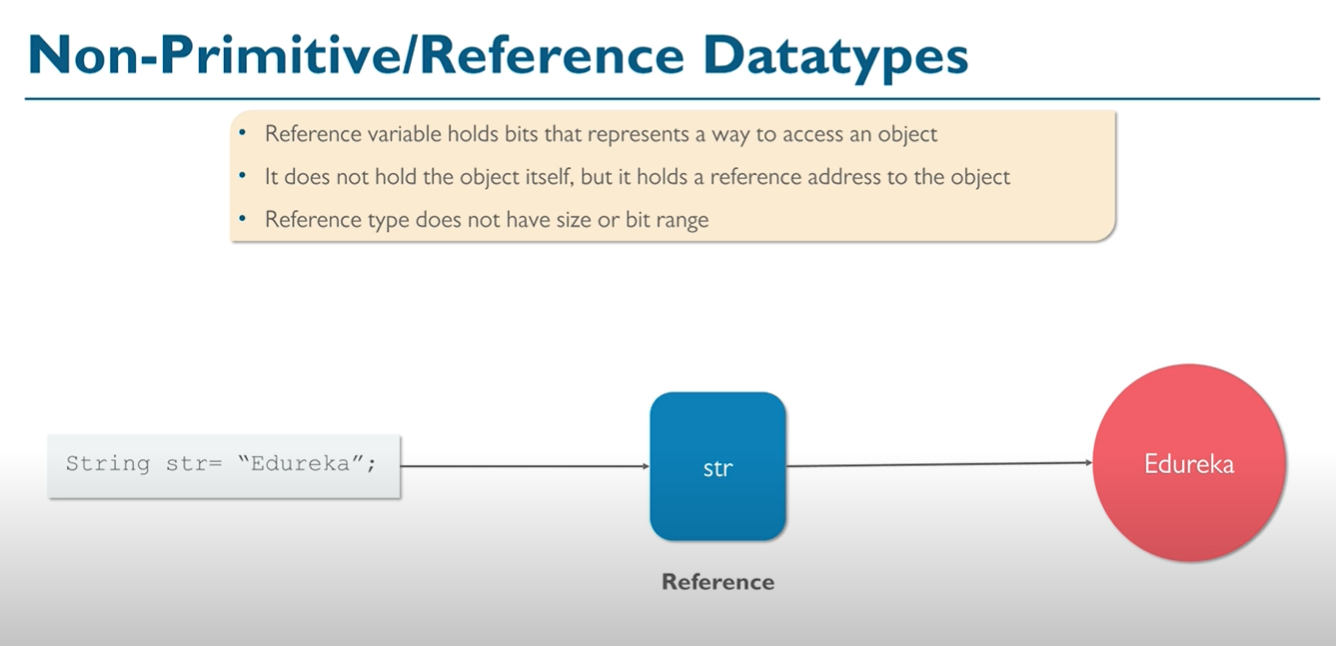 Non-Primitive/Reference Datatypes
• Reference variable holds bits that represents a way to access an object
• It does not hold the object itself, but it holds a reference address to the object
• Reference type does not have size or bit range
String str= “Edureka”;
str
Edureka
Reference